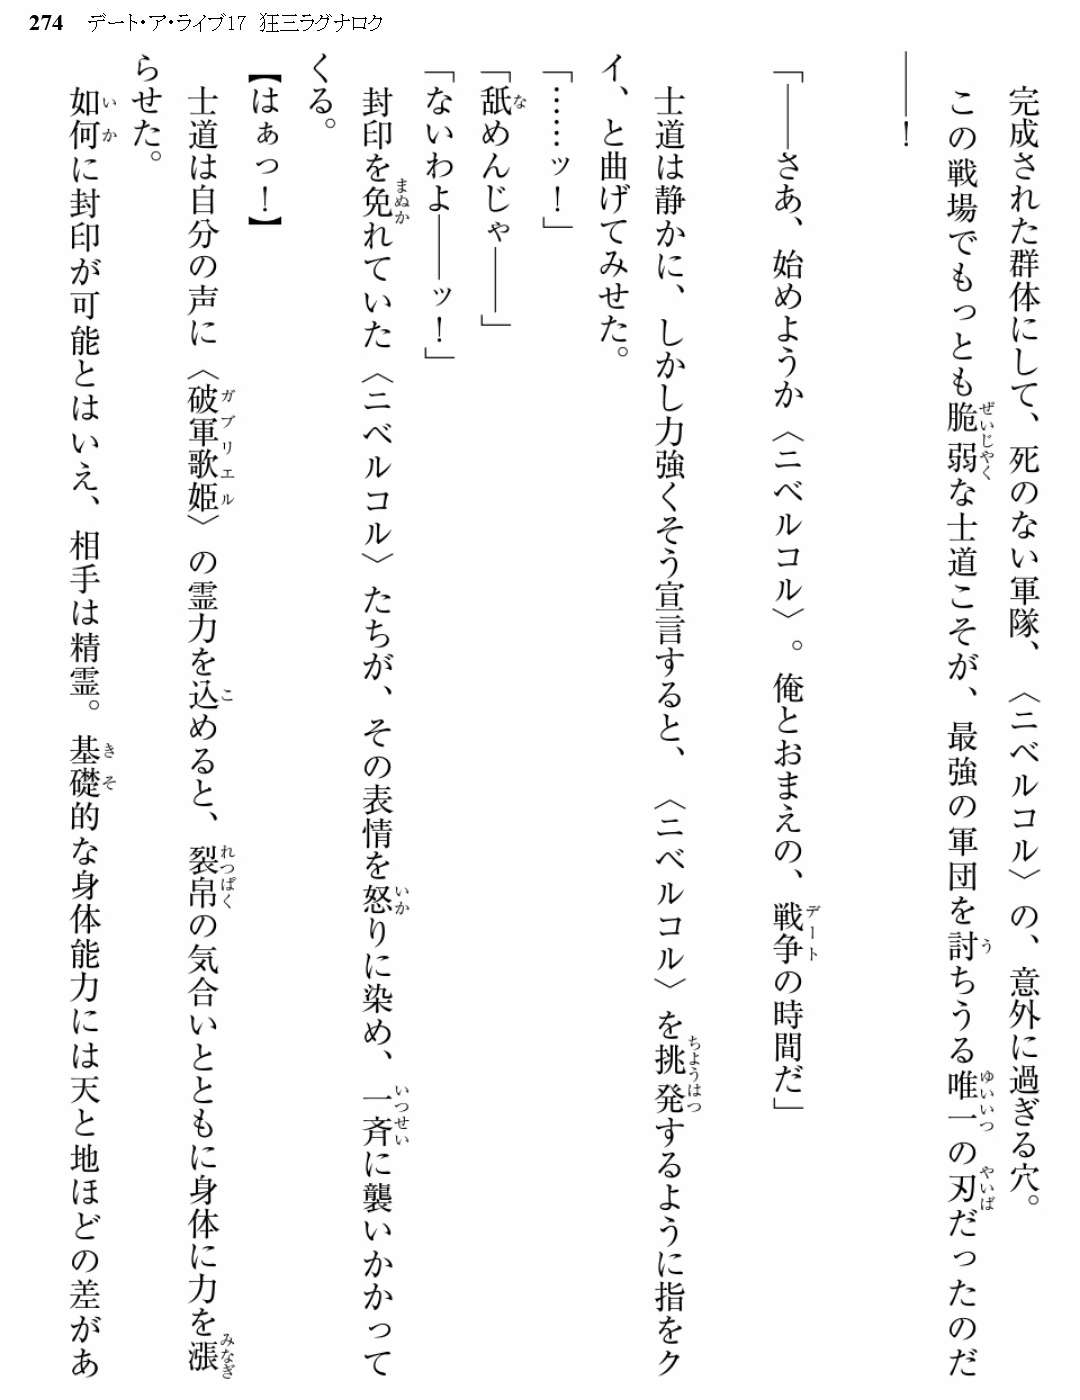 274 デート・ア・ライブ17 狂三ラグナロク
完成された群体にして、死のない軍隊、〈ニベルコル〉の、意外に過ぎる穴。
この戦場でもっとも脆弱な士道こそが、最強の軍団を討ちうる唯一の刃だったのだ
――！
「――さあ、始めようか〈ニベルコル〉。俺とおまえの、戦争の時間だ」
士道は静かに、しかし力強くそう宣言すると、〈ニベルコル〉を挑発するように指をク
イ、と曲げてみせた。
「……ッ！」
「舐めんじゃ――」
「ないわよ――ッ！」
封印を免れていた〈ニベルコル〉たちが、その表情を怒りに染め、一斉に襲いかかって
くる。
【はぁっ！】
士道は自分の声に〈破軍歌姫〉の霊力を込めると、裂帛の気合いとともに身体に力を漲
らせた。
如何に封印が可能とはいえ、相手は精霊。基礎的な身体能力には天と地ほどの差があ